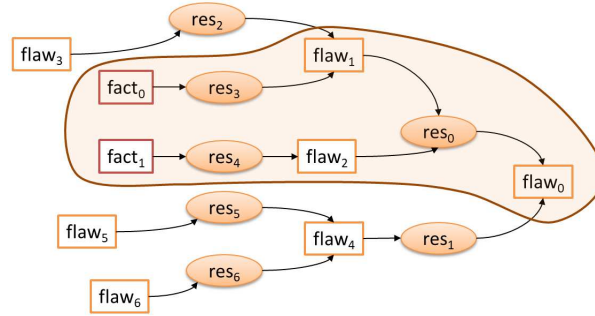 res₂
flaw₃
flaw₁
fact₀
res₃
res₀
fact₁
res₄
flaw₂
flaw₀
res₅
flaw₅
flaw₄
res₁
res₆
flaw₆